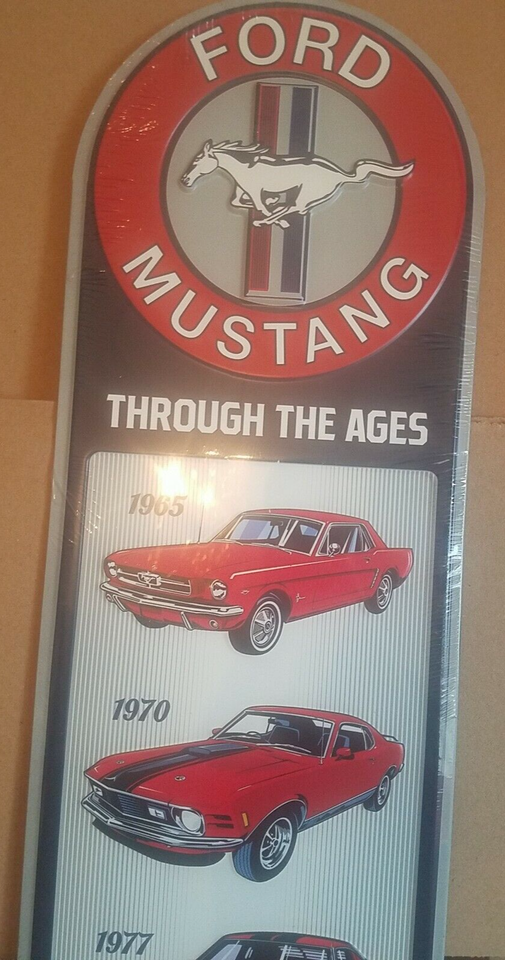 FORD
MUSTANG
THROUGH THE AGES
1965
1970
1977